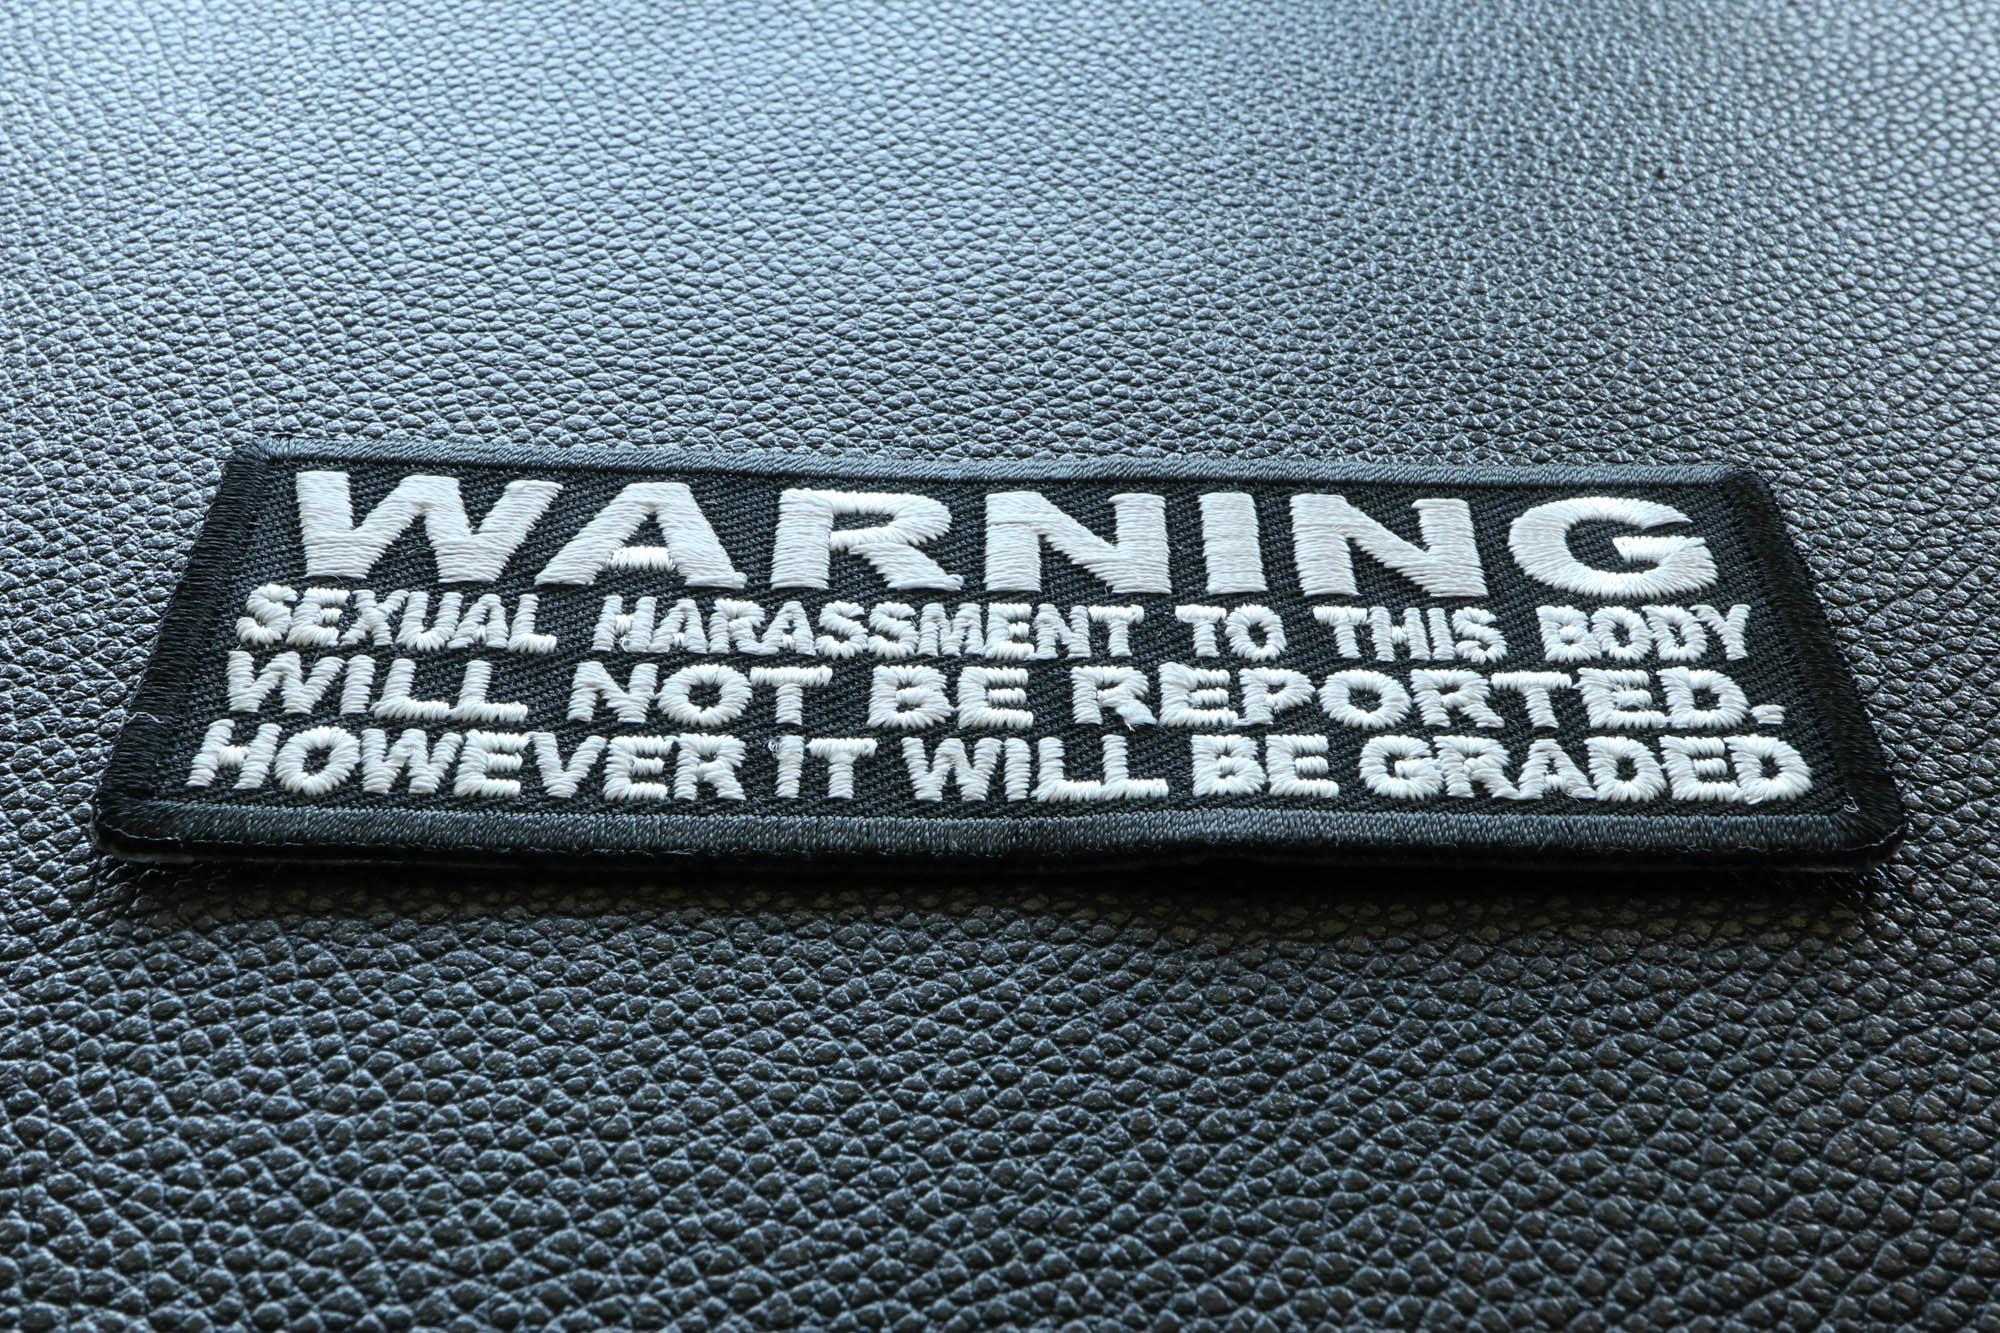 WARNING
SEXUAL HARASSMENT TO THIS BODY
WILL NOT BE REPORTED.
HOWEVER IT WILL BE GRADED